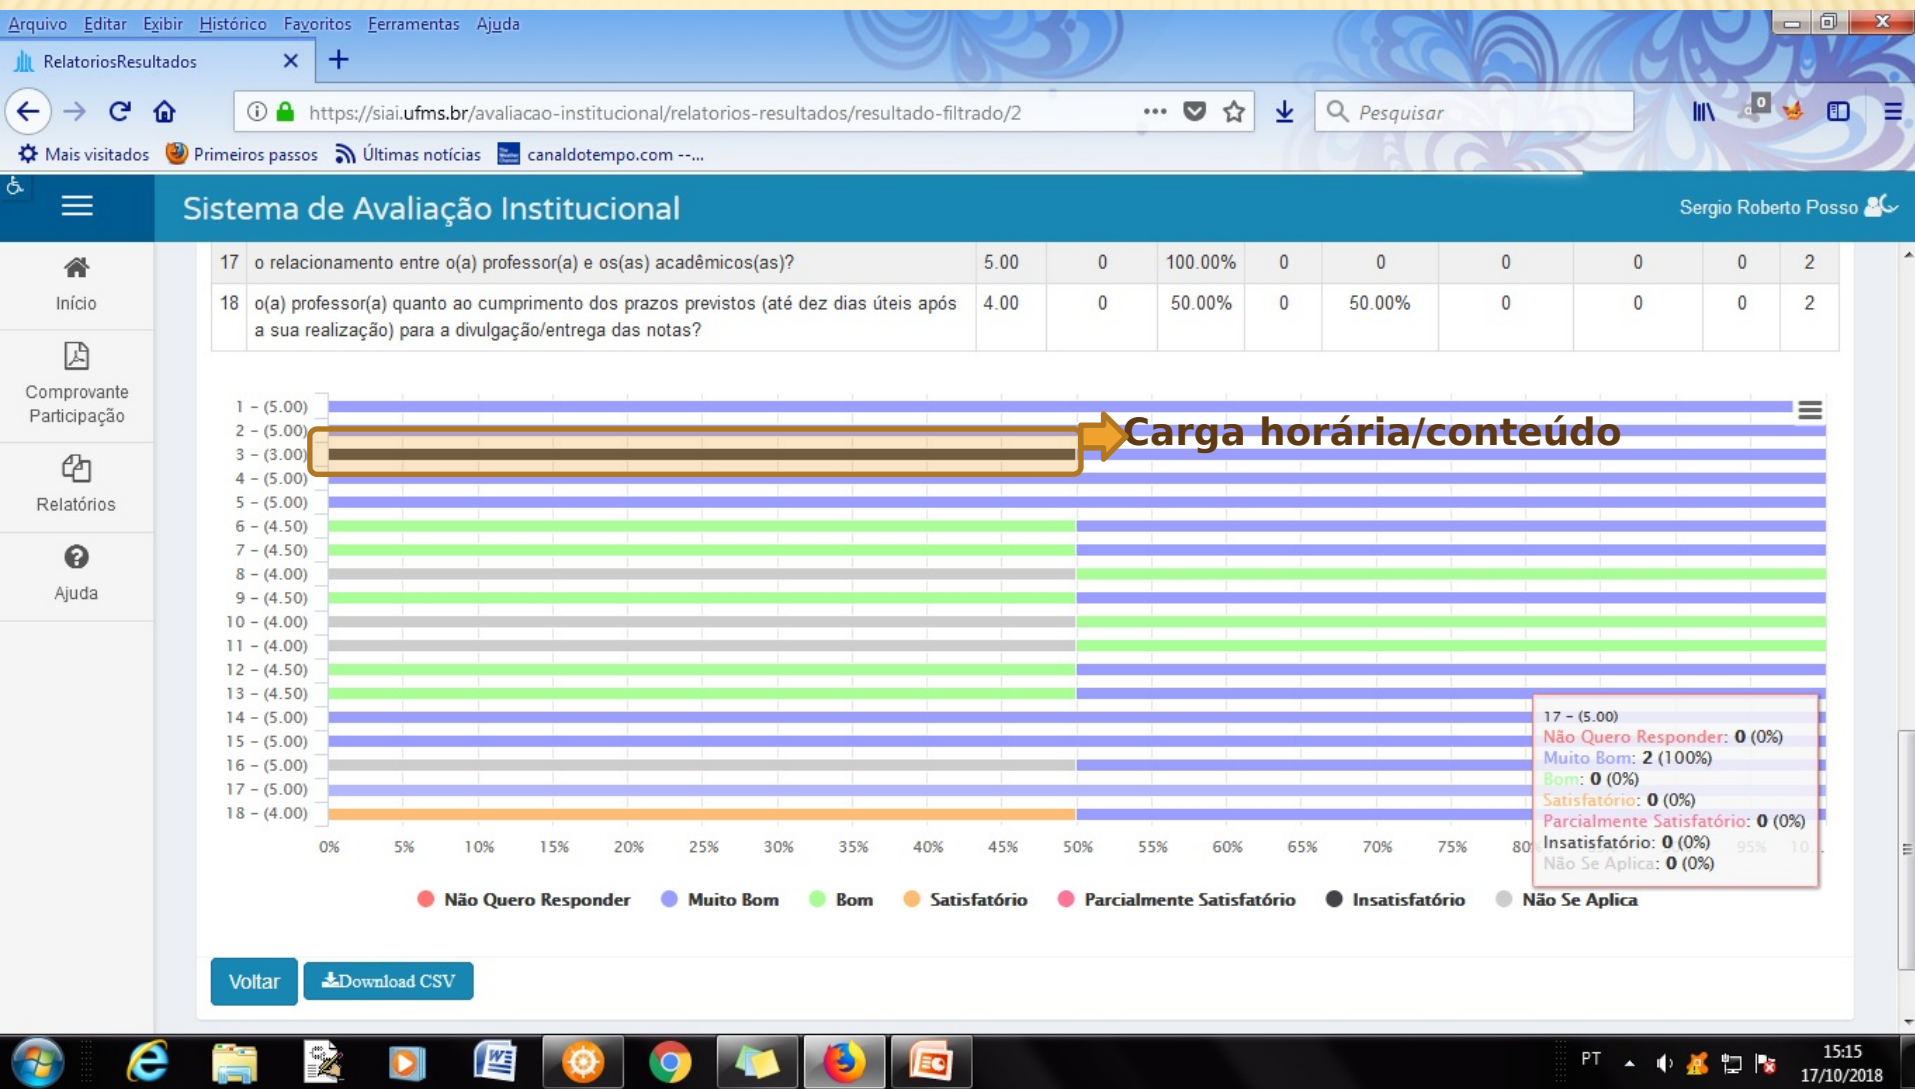 Arquivo Editar Exibir Histórico Favoritos Ferramentas Ajuda
RelatoriosResultados
https://siai.ufms.br/avaliacao-institucional/relatorios-resultados/resultado-filtrado/2
Pesquisar
0
Mais visitados Primeiros passos Últimas notícias canaldotempo.com --...
Sistema de Avaliação Institucional
Sergio Roberto Posso
Início
Comprovante
Participação
Relatórios
Ajuda
17 o relacionamento entre o(a) professor(a) e os(as) acadêmicos(as)? 5.00 0 100.00% 0 0 0 0 0 2
18 o(a) professor(a) quanto ao cumprimento dos prazos previstos (até dez dias úteis após 4.00 0 50.00% 0 50.00% 0 0 0 2
a sua realização) para a divulgação/entrega das notas?
1 - (5.00)
2 - (5.00)
Carga horária/conteúdo
3 - (3.00)
4 - (5.00)
5 - (5.00)
6 - (4.50)
7 - (4.50)
8 - (4.00)
9 - (4.50)
10 - (4.00)
11 - (4.00)
12 - (4.50)
13 - (4.50)
14 - (5.00)
15 - (5.00)
16 - (5.00)
17 - (5.00)
18 - (4.00)
17 - (5.00)
Não Quero Responder: 0 (0%)
Muito Bom: 2 (100%)
Bom: 0 (0%)
Satisfatório: 0 (0%)
Parcialmente Satisfatório: 0 (0%)
Insatisfatório: 0 (0%)
Não Se Aplica: 0 (0%)
0% 5% 10% 15% 20% 25% 30% 35% 40% 45% 50% 55% 60% 65% 70% 75% 80 95% 10...
Não Quero Responder Muito Bom Bom Satisfatório Parcialmente Satisfatório Insatisfatório Não Se Aplica
Voltar Download CSV
PT
15:15
17/10/2018